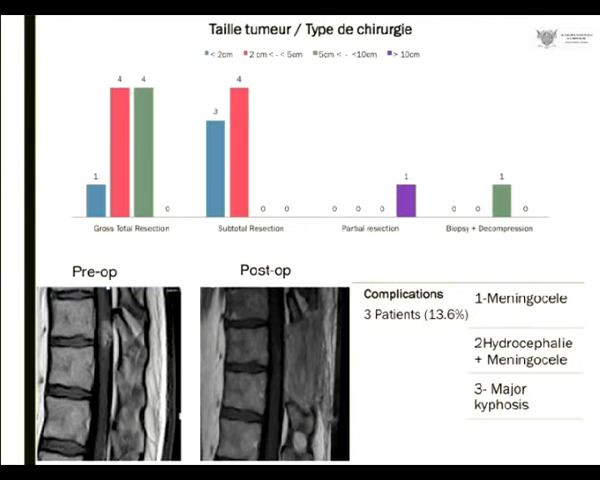 Taille tumeur / Type de chirurgie
< 2cm 2 cm < - < 5cm 5cm < - <10cm > 10cm
4 4 4
3
1 1 1
0 0 0 0 0 0 0 0 0
Gross Total Resection Subtotal Resection Partial resection Biopsy + Decompression
Pre-op Post-op
Complications
3 Patients (13.6%)
1-Meningocele
2Hydrocephalie
+ Meningocele
3- Major
kyphosis